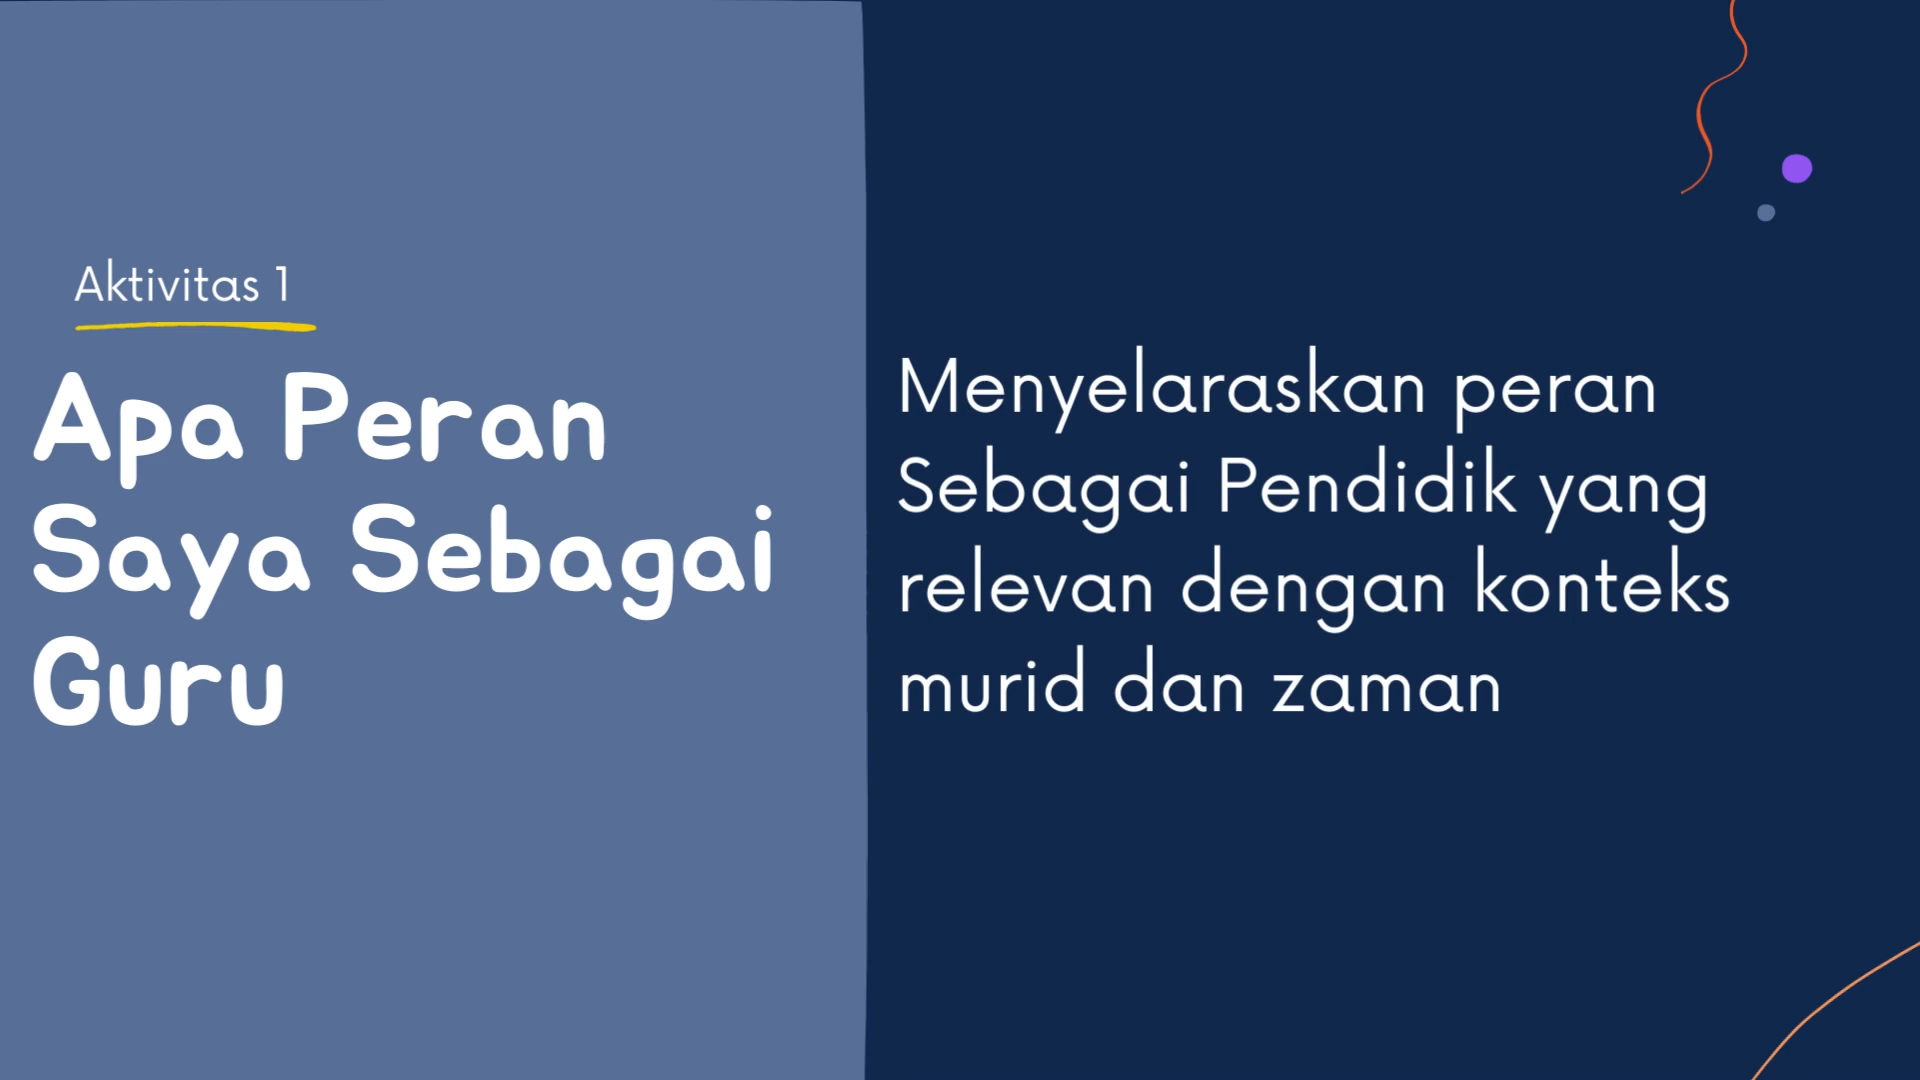 Aktivitas 1
Apa Peran
Saya Sebagai
Guru
Menyelaraskan peran
Sebagai Pendidik yang
relevan dengan konteks
murid dan zaman